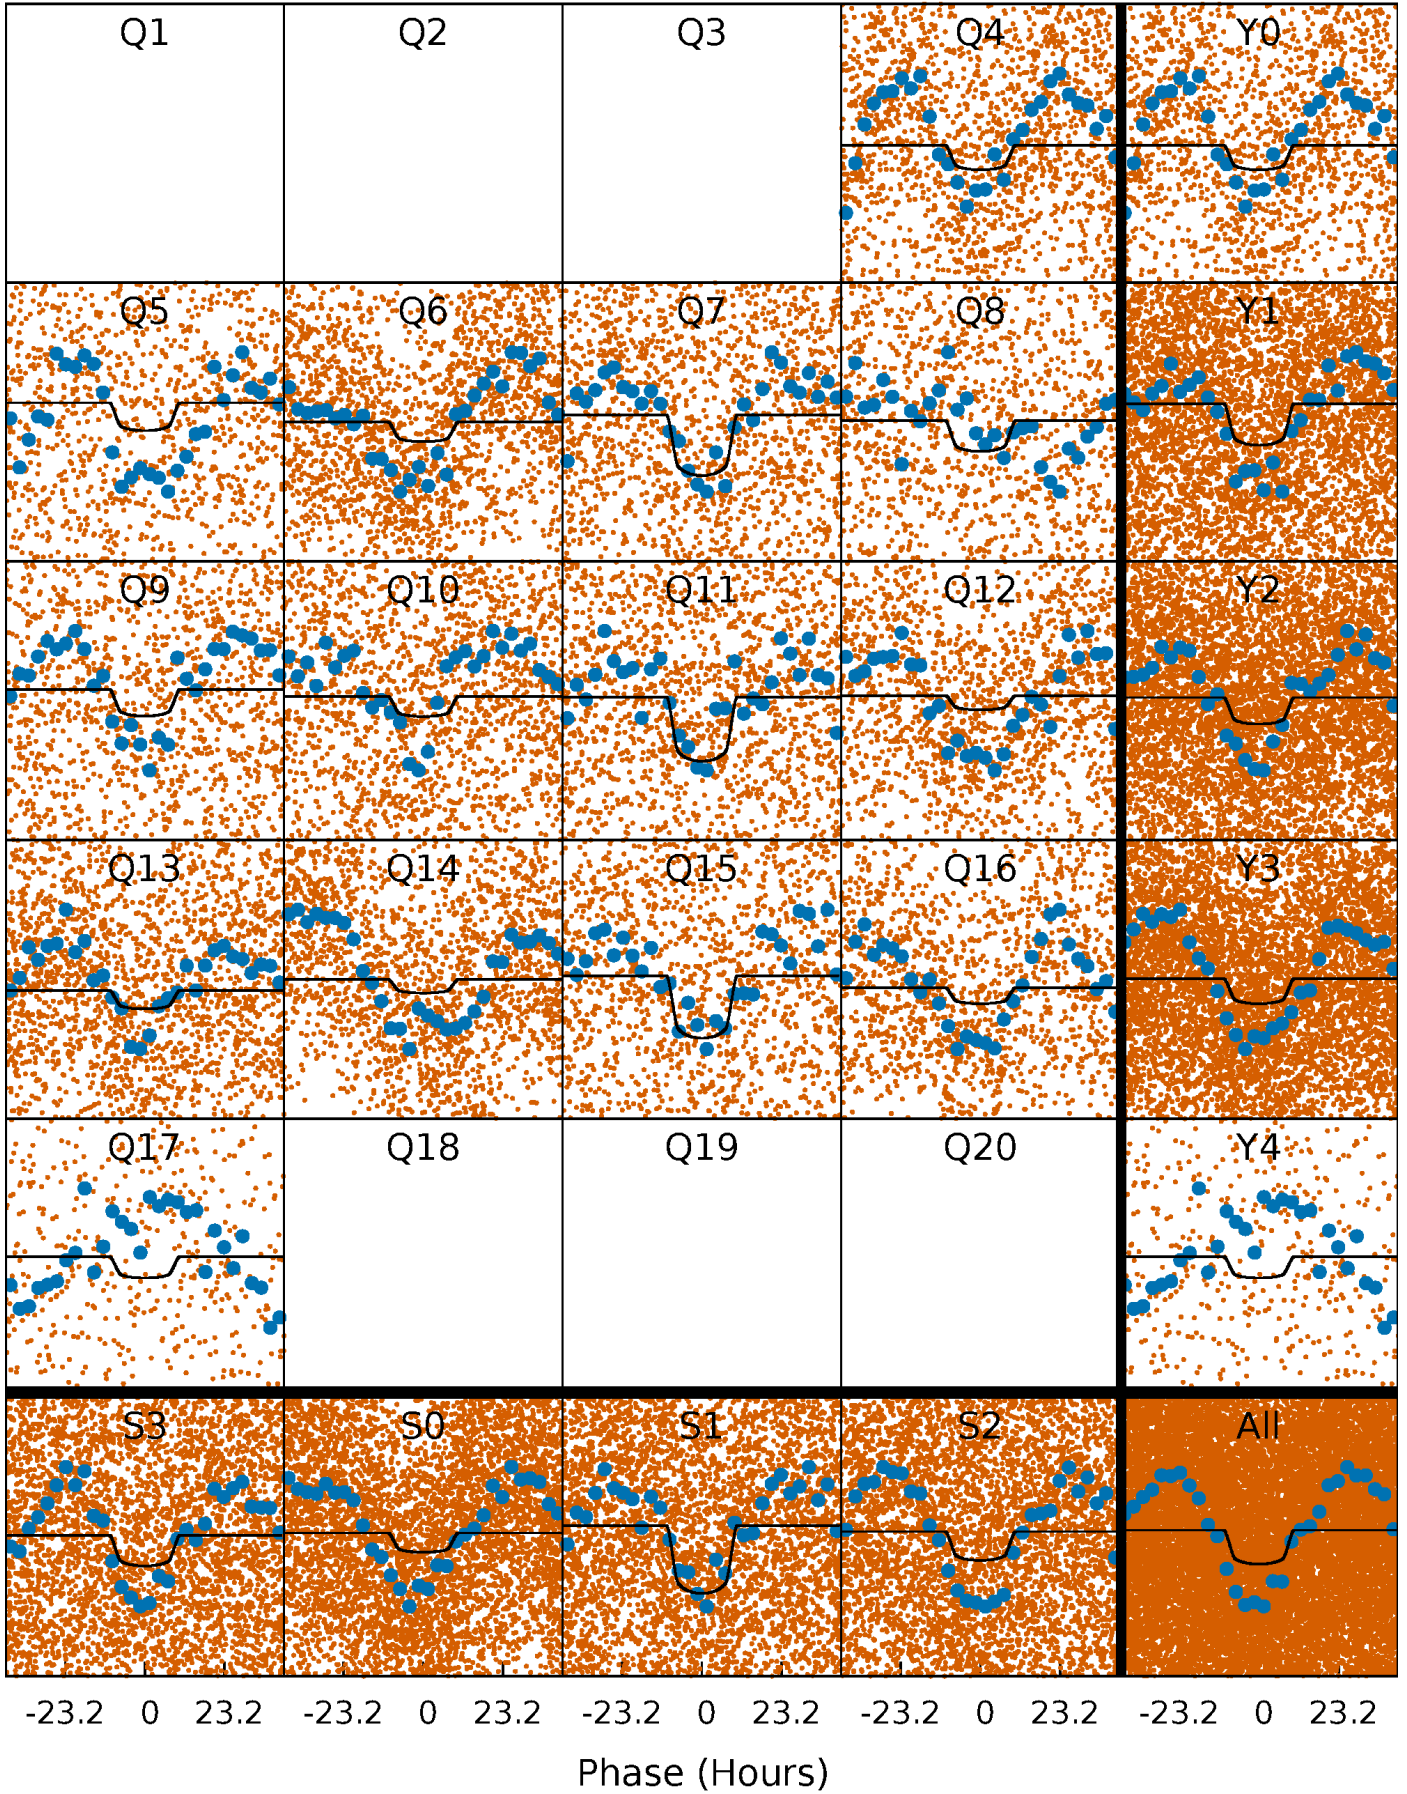 Q1 Q2 Q3 Q4 Y0
Q5 Q6 Q7 Q8 Y1
Q9 Q10 Q11 Q12 Y2
Q13 Q14 Q15 Q16 Y3
Q17 Q18 Q19 Q20 Y4
S3 S0 S1 S2 All
-23.2 0 23.2 -23.2 0 23.2 -23.2 0 23.2 -23.2 0 23.2 -23.2 0 23.2
Phase (Hours)